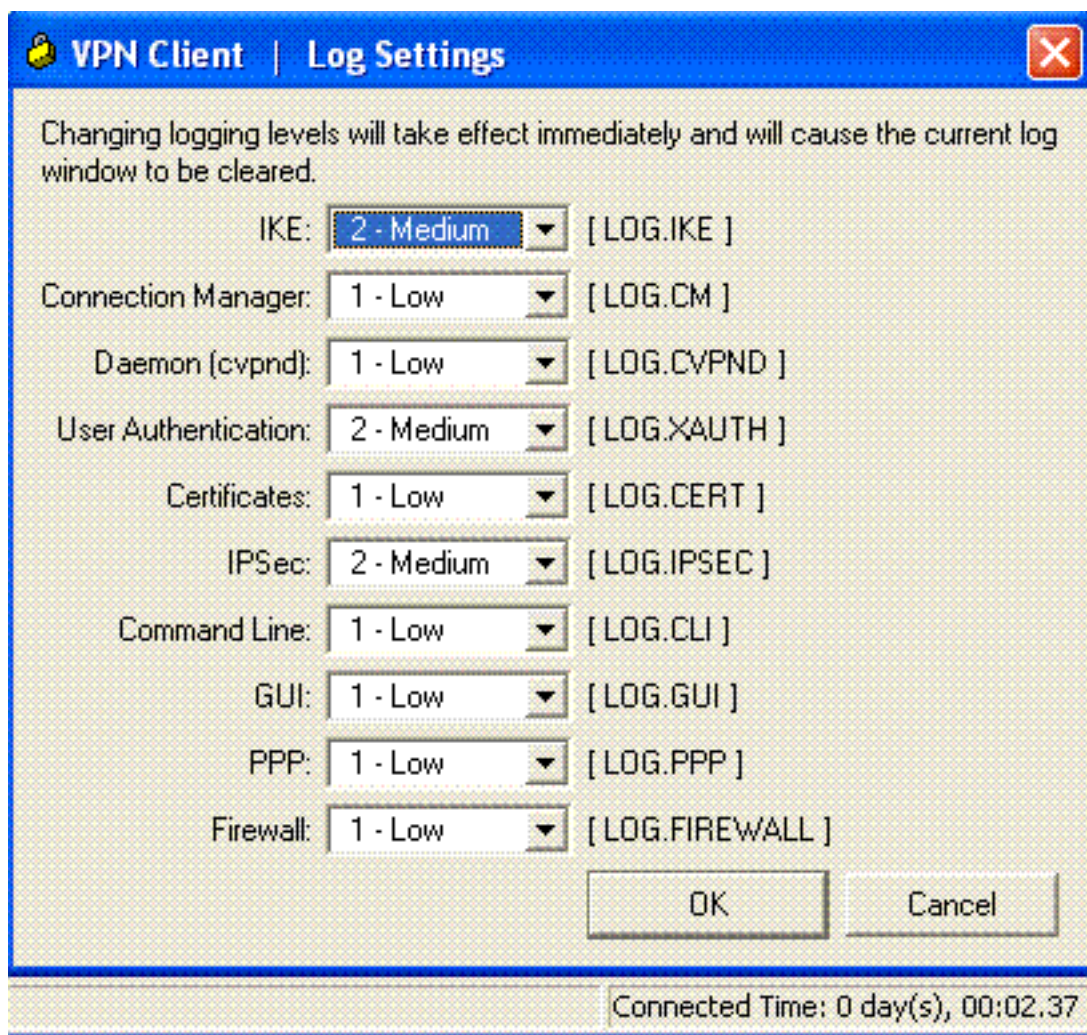 VPN Client | Log Settings
Changing logging levels will take effect immediately and will cause the current log
window to be cleared.
IKE: 2 - Medium [ LOG.IKE ]
Connection Manager: 1 - Low [ LOG.CM ]
Daemon (cvpnd): 1 - Low [ LOG.CVPND ]
User Authentication: 2 - Medium [ LOG.XAUTH ]
Certificates: 1 - Low [ LOG.CERT ]
IPSec: 2 - Medium [ LOG.IPSEC ]
Command Line: 1 - Low [ LOG.CLI ]
GUI: 1 - Low [ LOG.GUI ]
PPP: 1 - Low [ LOG.PPP ]
Firewall: 1 - Low [ LOG.FIREWALL ]
OK Cancel
Connected Time: 0 day(s), 00:02.37